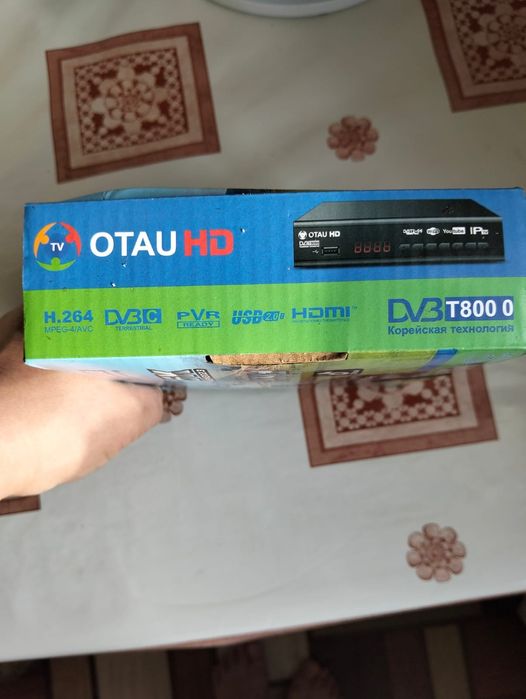 TV OTAU HD
OTAU HD
YouTube
H.264
MPEG-4/AVC
DVB C
TERRESTRIAL
PVR
READY
USB 2.0
HDMI
DVB T800 0
Корейская технология